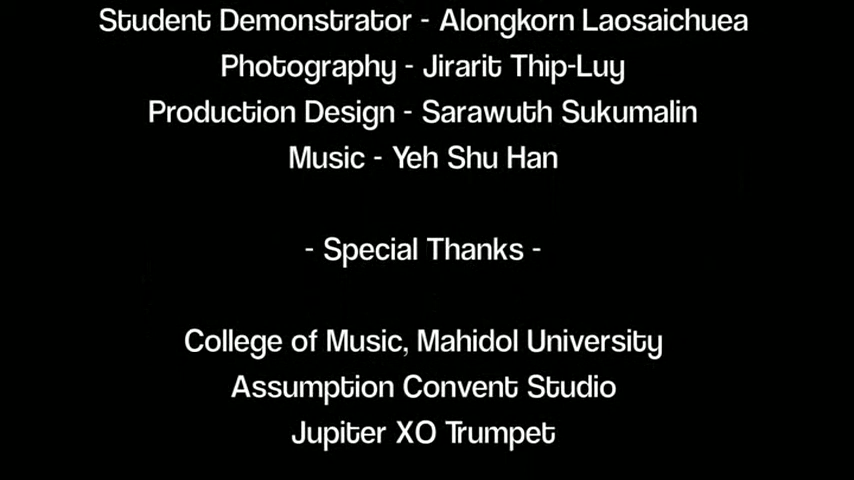 Student Demonstrator - Alongkorn Laosaichuea
Photography - Jirarit Thip-Luy
Production Design - Sarawuth Sukumalin
Music - Yeh Shu Han
- Special Thanks -
College of Music, Mahidol University
Assumption Convent Studio
Jupiter XO Trumpet